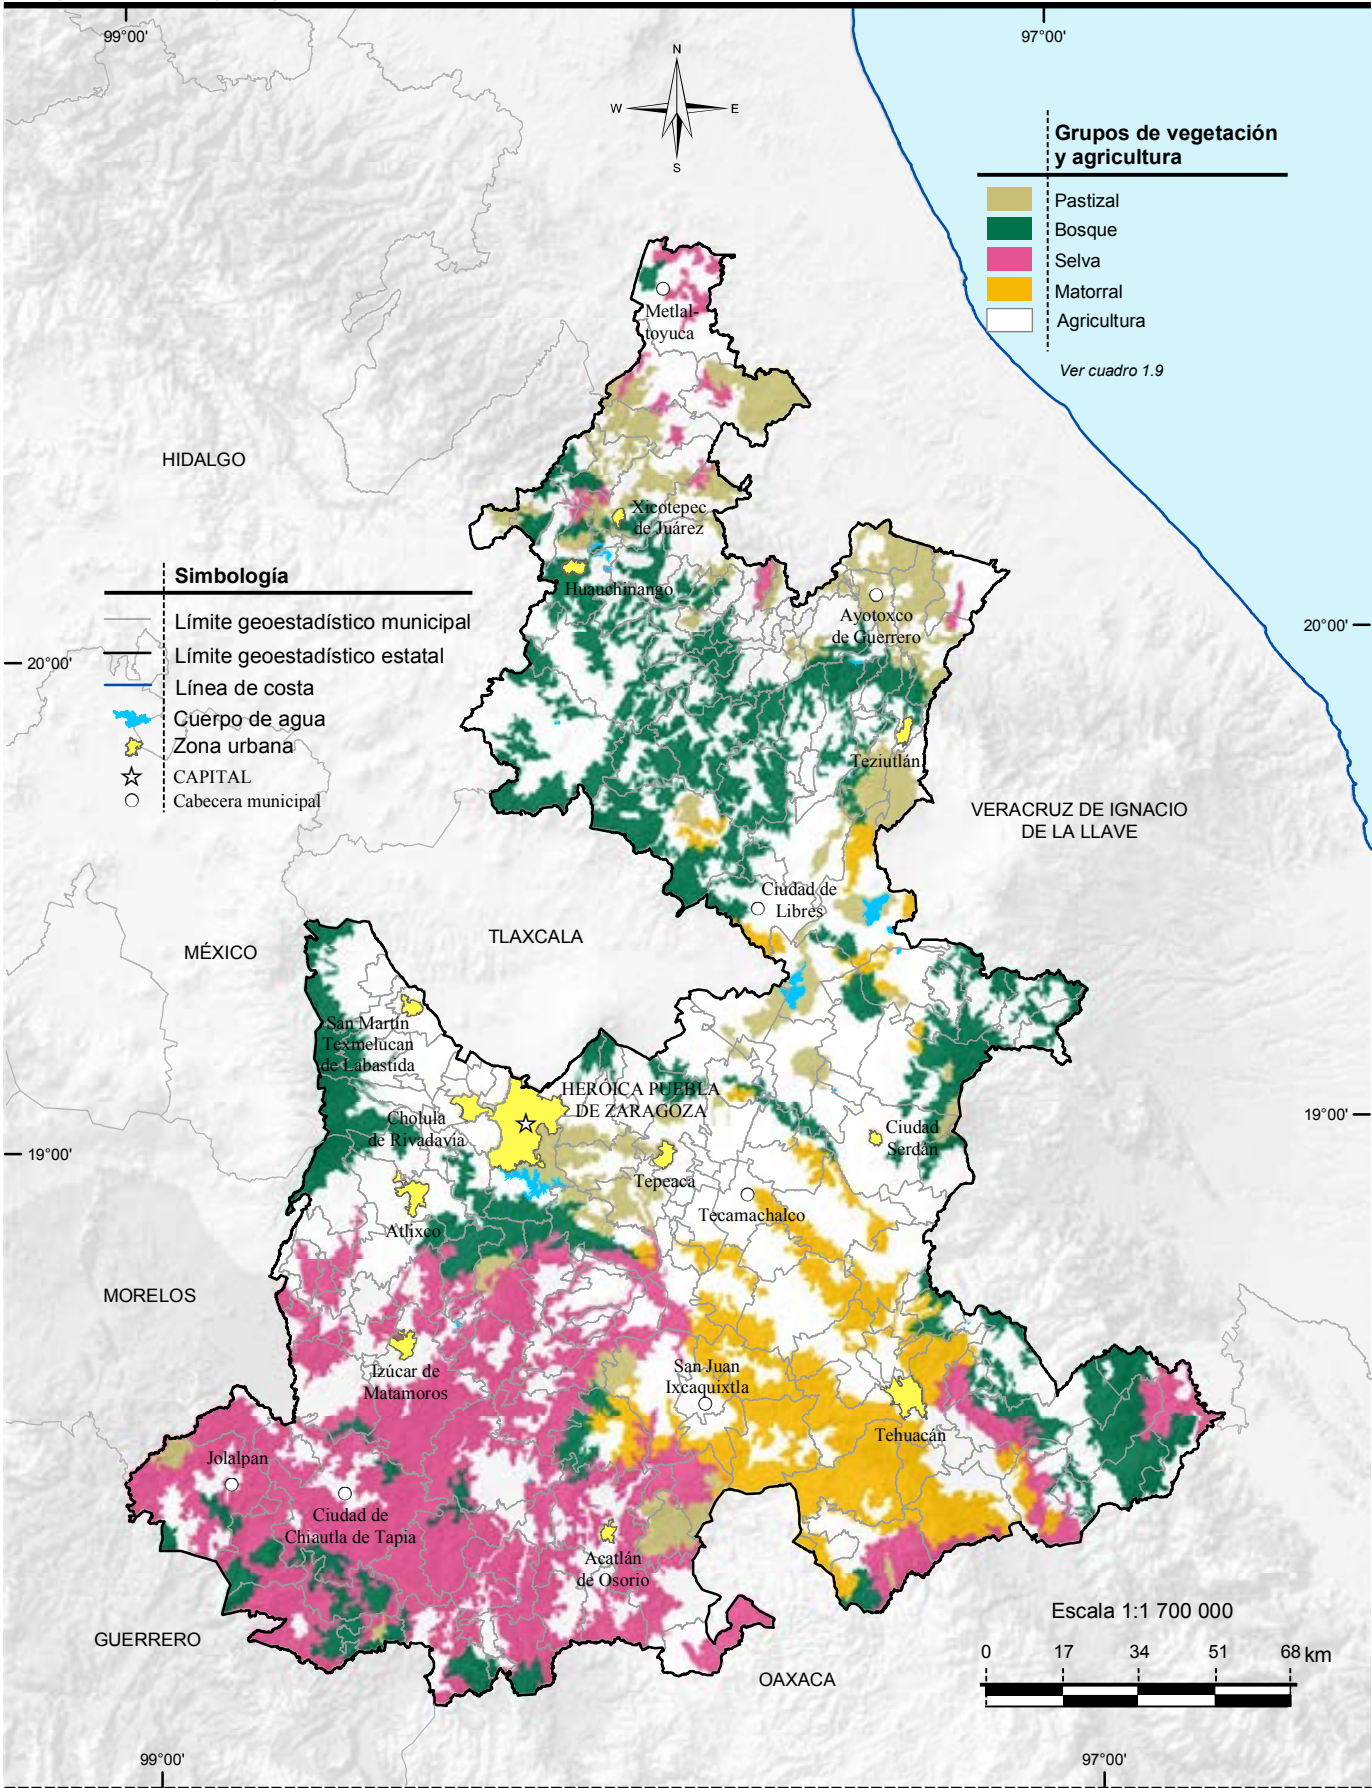 99°00'
97°00'
N
W
E
S
Grupos de vegetación
y agricultura
Pastizal
Bosque
Selva
Matorral
Agricultura
Ver cuadro 1.9
Metlal-
toyuca
HIDALGO
Xicotepec
de Juárez
Simbología
Límite geoestadístico municipal
Límite geoestadístico estatal
Línea de costa
Cuerpo de agua
Zona urbana
CAPITAL
Cabecera municipal
Huauchinango
Ayotoxco
de Guerrero
20°00'
20°00'
Teziutlán
VERACRUZ DE IGNACIO
DE LA LLAVE
Ciudad de
Libres
TLAXCALA
MÉXICO
San Martín
Texmelucan
de Labastida
HERÓICA PUEBLA
DE ZARAGOZA
Cholula
de Rivadavia
Ciudad
Serdán
19°00'
19°00'
Tepeaca
Tecamachalco
Atlixco
MORELOS
Izúcar de
Matamoros
San Juan
Ixcaquixtla
Tehuacán
Jolalpan
Ciudad de
Chiautla de Tapia
Acatlán
de Osorio
GUERRERO
OAXACA
Escala 1:1 700 000
0 17 34 51 68 km
99°00'
97°00'